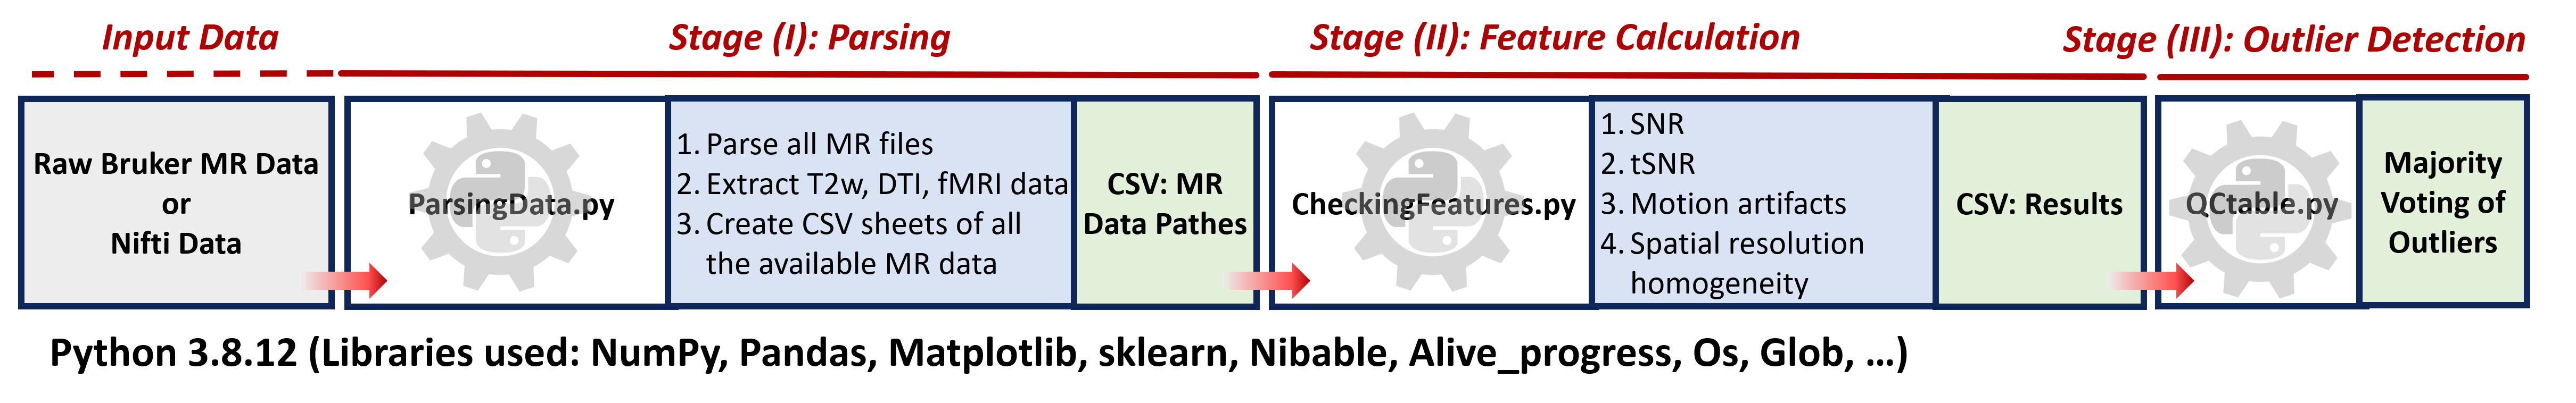 Input Data
Stage (I): Parsing
Stage (II): Feature Calculation
Stage (III): Outlier Detection
Raw Bruker MR Data
or
Nifti Data
ParsingData.py
1. Parse all MR files
2. Extract T2w, DTI, fMRI data
3. Create CSV sheets of all
the available MR data
CSV: MR
Data Pathes
CheckingFeatures.py
1. SNR
2. tSNR
3. Motion artifacts
4. Spatial resolution
homogeneity
CSV: Results
QCtable.py
Majority
Voting of
Outliers
Python 3.8.12 (Libraries used: NumPy, Pandas, Matplotlib, sklearn, Nibable, Alive_progress, Os, Glob, ...)